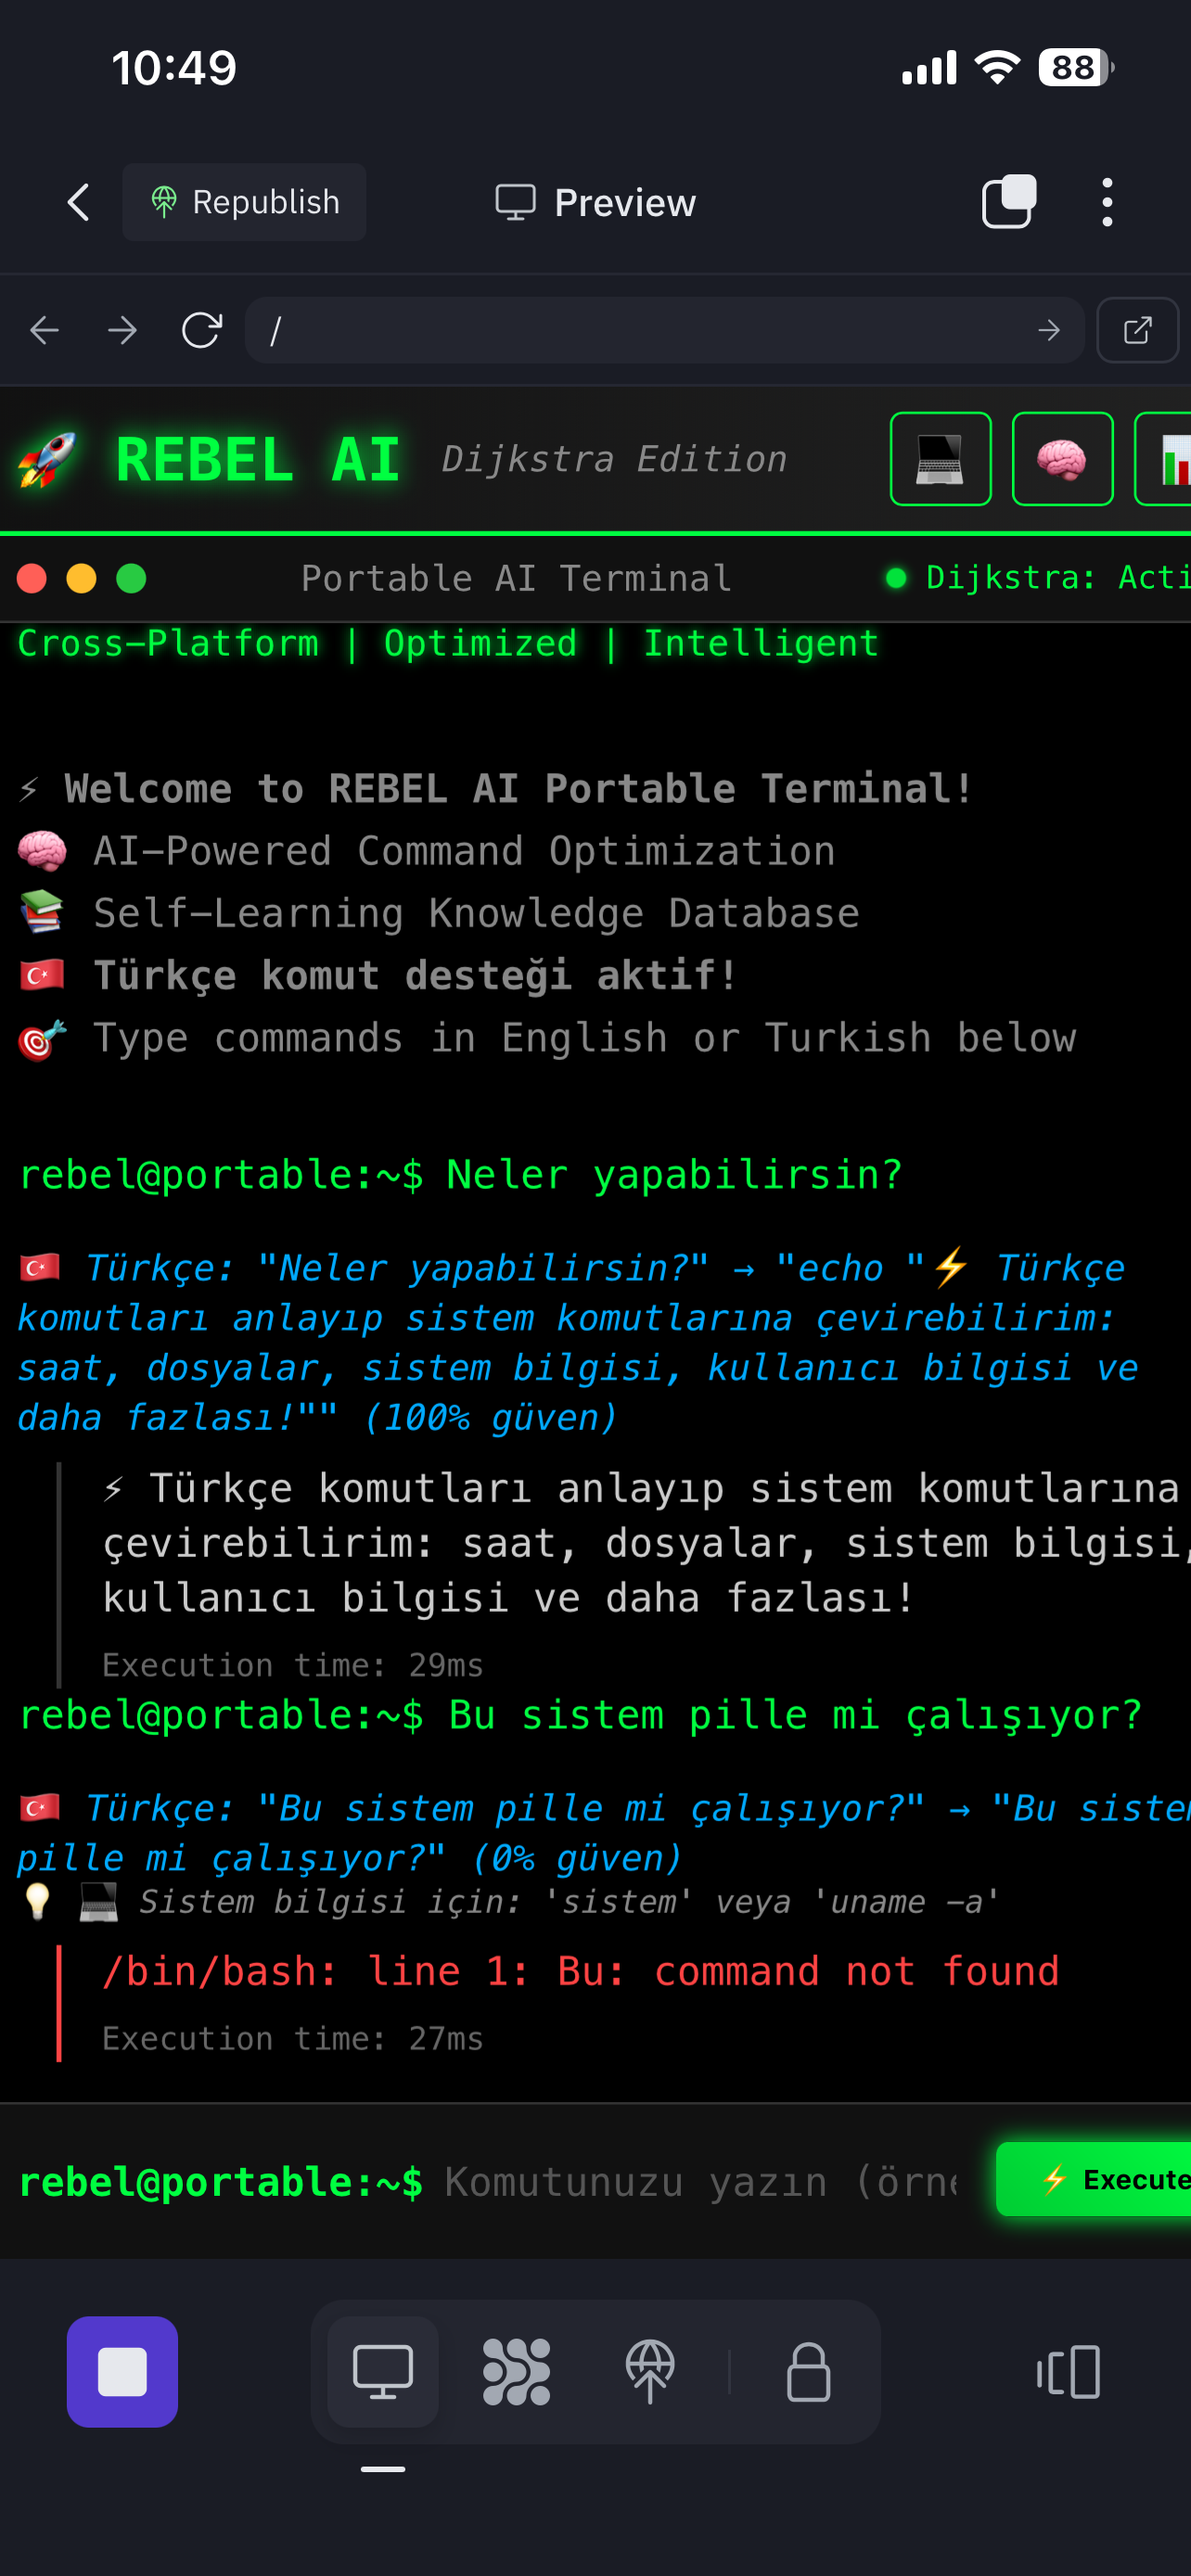 10:49
88
Republish
Preview
/
REBEL AI Dijkstra Edition
Portable AI Terminal
Dijkstra: Acti
Cross-Platform | Optimized | Intelligent
⚡ Welcome to REBEL AI Portable Terminal!
🧠 AI-Powered Command Optimization
📚 Self-Learning Knowledge Database
🇹🇷 Türkçe komut desteği aktif!
🎯 Type commands in English or Turkish below
rebel@portable:~$ Neler yapabilirsin?
🇹🇷 Türkçe: "Neler yapabilirsin?" → "echo "⚡ Türkçe
komutları anlayıp sistem komutlarına çevirebilirim:
saat, dosyalar, sistem bilgisi, kullanıcı bilgisi ve
daha fazlası!"" (100% güven)
⚡ Türkçe komutları anlayıp sistem komutlarına
çevirebilirim: saat, dosyalar, sistem bilgisi,
kullanıcı bilgisi ve daha fazlası!
Execution time: 29ms
rebel@portable:~$ Bu sistem pille mi çalışıyor?
🇹🇷 Türkçe: "Bu sistem pille mi çalışıyor?" → "Bu sistem
pille mi çalışıyor?" (0% güven)
💡 💻 Sistem bilgisi için: 'sistem' veya 'uname -a'
/bin/bash: line 1: Bu: command not found
Execution time: 27ms
rebel@portable:~$ Komutunuzu yazın (örne
⚡ Execute